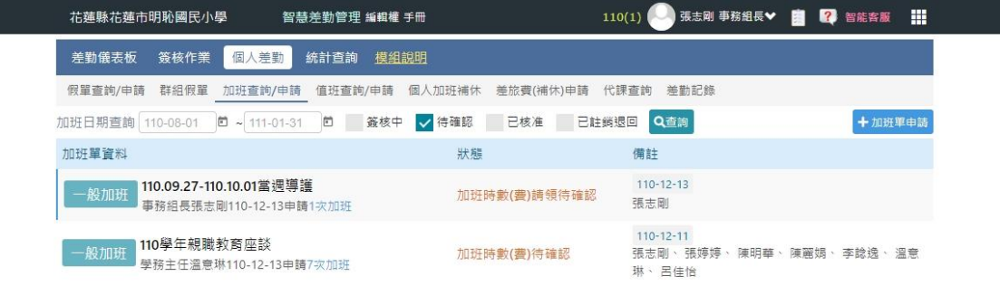 花蓮縣花蓮市明恥國民小學 智慧差勤管理 編輯權 手冊 110(1) 張志剛 事務組長 智能客服
差勤儀表板 簽核作業 個人差勤 統計查詢 模組說明
假單查詢/申請 群組假單 加班查詢/申請 值班查詢/申請 個人加班補休 差旅費(補休)申請 代課查詢 差勤記錄
加班日期查詢 110-08-01 ~ 111-01-31 簽核中 待確認 已核准 已註銷退回 查詢 加班單申請
加班單資料 狀態 備註
一般加班 110.09.27-110.10.01當週導護 加班時數(費)請領待確認 110-12-13
事務組長張志剛110-12-13申請1次加班 張志剛
一般加班 110學年親職教育座談 加班時數(費)待確認 110-12-11
學務主任溫意琳110-12-13申請7次加班 張志剛、 張婷婷、 陳明華、 陳麗娟、 李諗逸、 溫意
琳、 呂佳怡